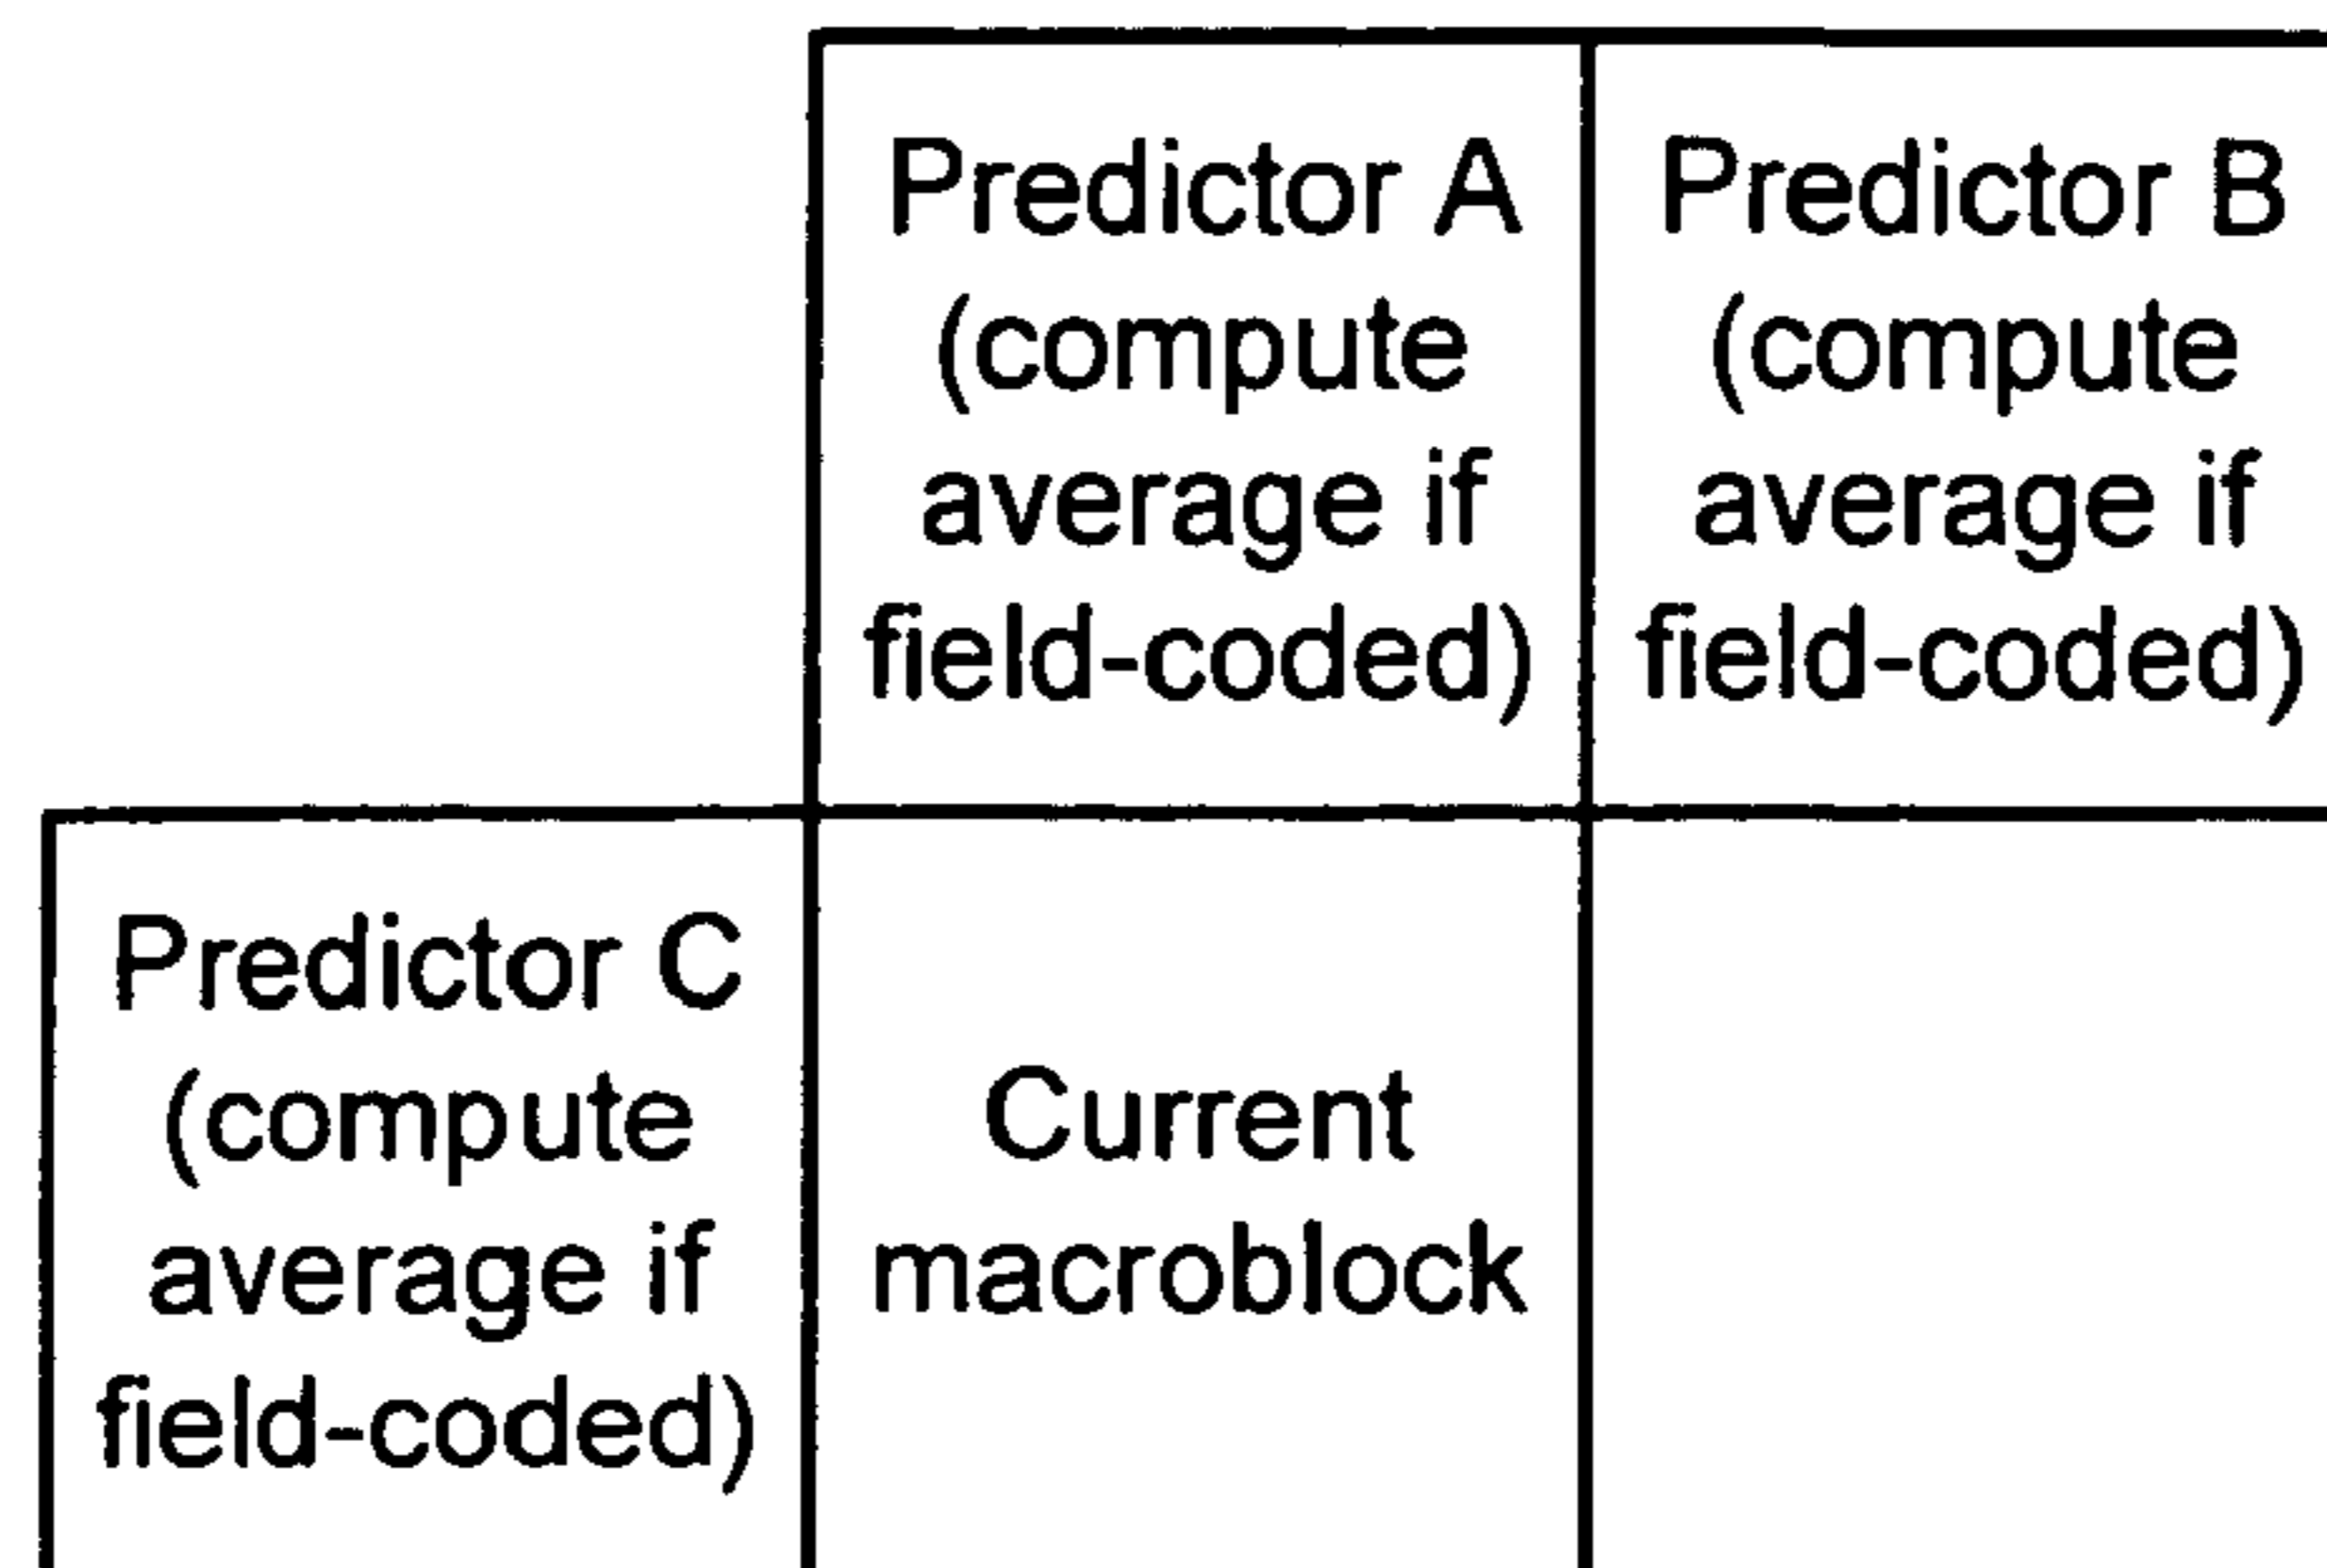 Predictor A
(compute
average if
field-coded)
Predictor B
(compute
average if
field-coded)
Predictor C
(compute
average if
field-coded)
Current
macroblock